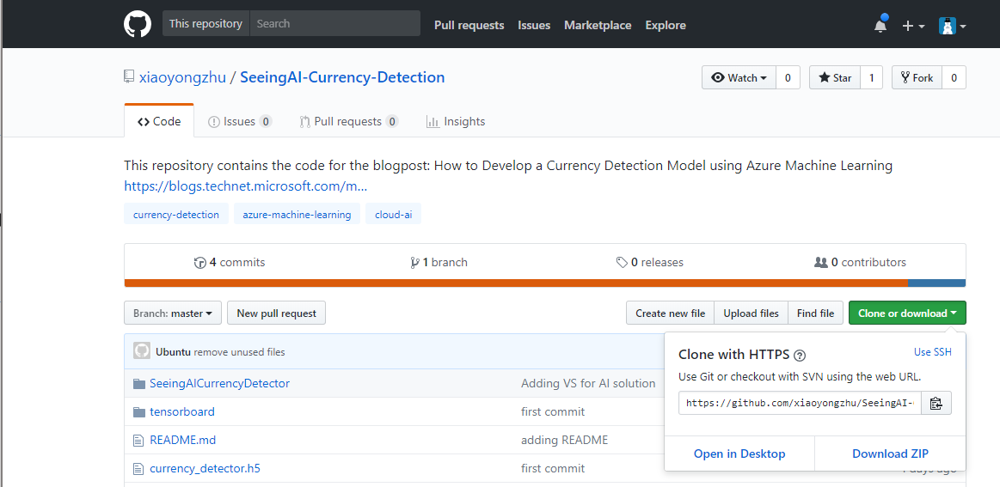 This repository Search Pull requests Issues Marketplace Explore
xiaoyongzhu / SeeingAI-Currency-Detection Watch 0 Star 1 Fork 0
Code Issues 0 Pull requests 0 Insights
This repository contains the code for the blogpost: How to Develop a Currency Detection Model using Azure Machine Learning
https://blogs.technet.microsoft.com/m...
currency-detection azure-machine-learning cloud-ai
4 commits 1 branch 0 releases 0 contributors
Branch: master New pull request Create new file Upload files Find file Clone or download
Ubuntu remove unused files
Clone with HTTPS Use SSH
Use Git or checkout with SVN using the web URL.
https://github.com/xiaoyongzhu/SeeingAI-
Open in Desktop Download ZIP
SeeingAICurrencyDetector Adding VS for AI solution
tensorboard first commit
README.md adding README
currency_detector.h5 first commit
days ago